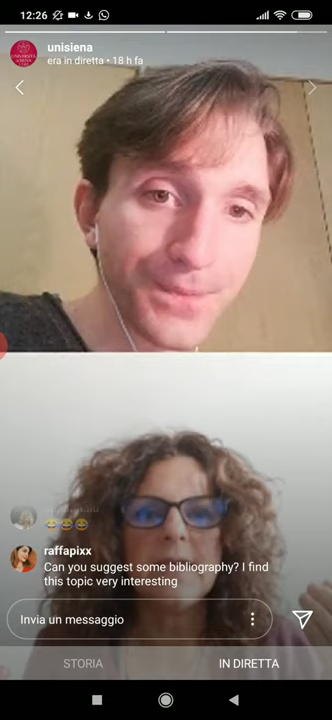 12:26
unisiena
era in diretta • 18 h fa
raffapixx
Can you suggest some bibliography? I find
this topic very interesting
Invia un messaggio
STORIA
IN DIRETTA